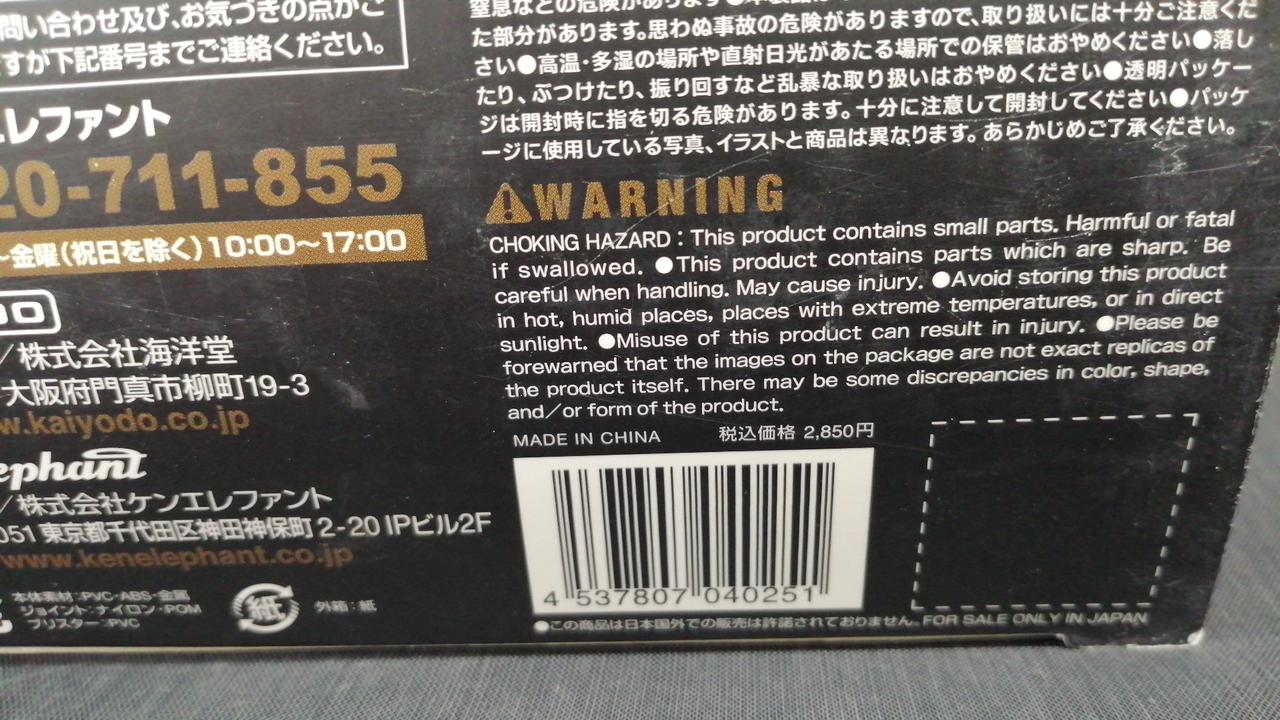 問い合わせ及び、お気づきの点がご
すが下記番号までご連絡ください。
エレファント
20-711-855
~金曜(祝日を除く)10:00~17:00
／株式会社海洋堂
大阪府門真市柳町19-3
w.kaiyodo.co.jp
ephant
／株式会社ケンエレファント
051 東京都千代田区神田神保町 2-20 IPビル2F
www.kenelephant.co.jp
本体素材:PVC・ABS・金属
ジョイント:ナイロン・POM
ブリスター:PVC
紙
外箱:紙
窒息などの危険があります●本製品は
た部分があります。思わぬ事故の危険がありますので、取り扱いには十分ご注意くだ
さい●高温・多湿の場所や直射日光があたる場所での保管はおやめください●落し
たり、ぶつけたり、振り回すなど乱暴な取り扱いはおやめください●透明パッケー
ジは開封時に指を切る危険があります。十分に注意して開封してください●パッケ
ージに使用している写真、イラストと商品は異なります。あらかじめご了承ください。
⚠WARNING
CHOKING HAZARD : This product contains small parts. Harmful or fatal
if swallowed. ●This product contains parts which are sharp. Be
careful when handling. May cause injury. ●Avoid storing this product
in hot, humid places, places with extreme temperatures, or in direct
sunlight. ●Misuse of this product can result in injury. ●Please be
forewarned that the images on the package are not exact replicas of
the product itself. There may be some discrepancies in color, shape,
and／or form of the product.
MADE IN CHINA 税込価格 2,850円
4 537807 040251
●この商品は日本国外での販売は許諾されておりません。FOR SALE ONLY IN JAPAN